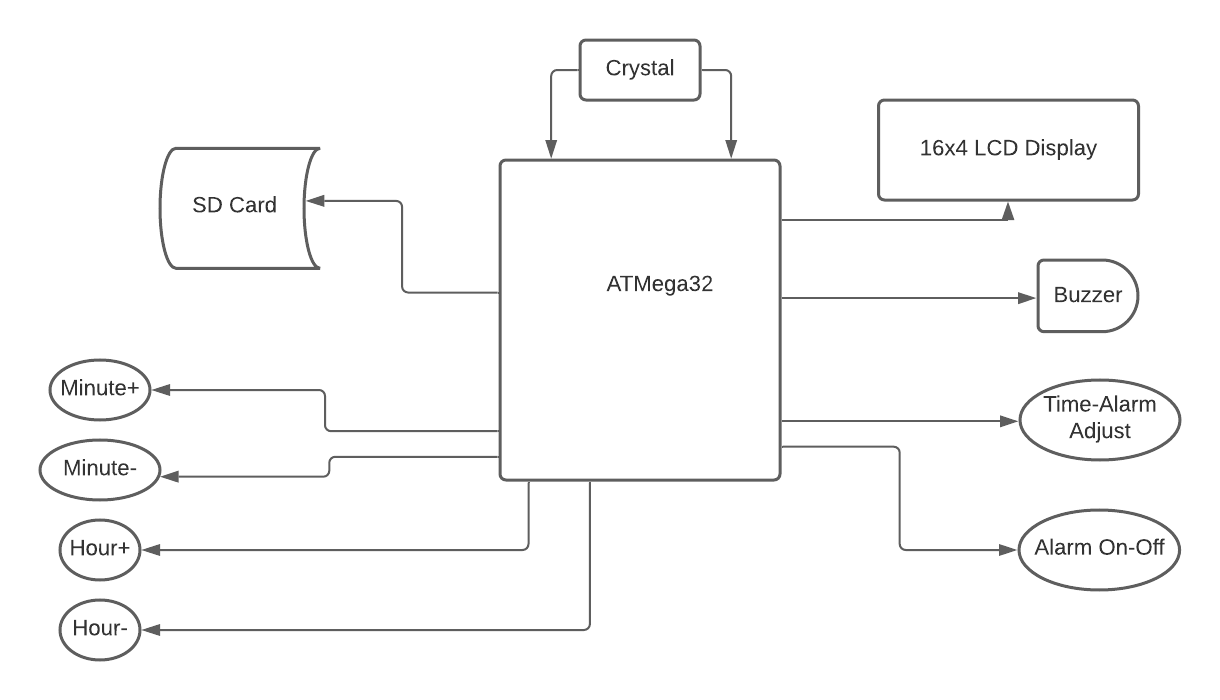 Crystal
16x4 LCD Display
SD Card
ATMega32
Buzzer
Minute+
Time-Alarm
Adjust
Minute-
Hour+
Alarm On-Off
Hour-